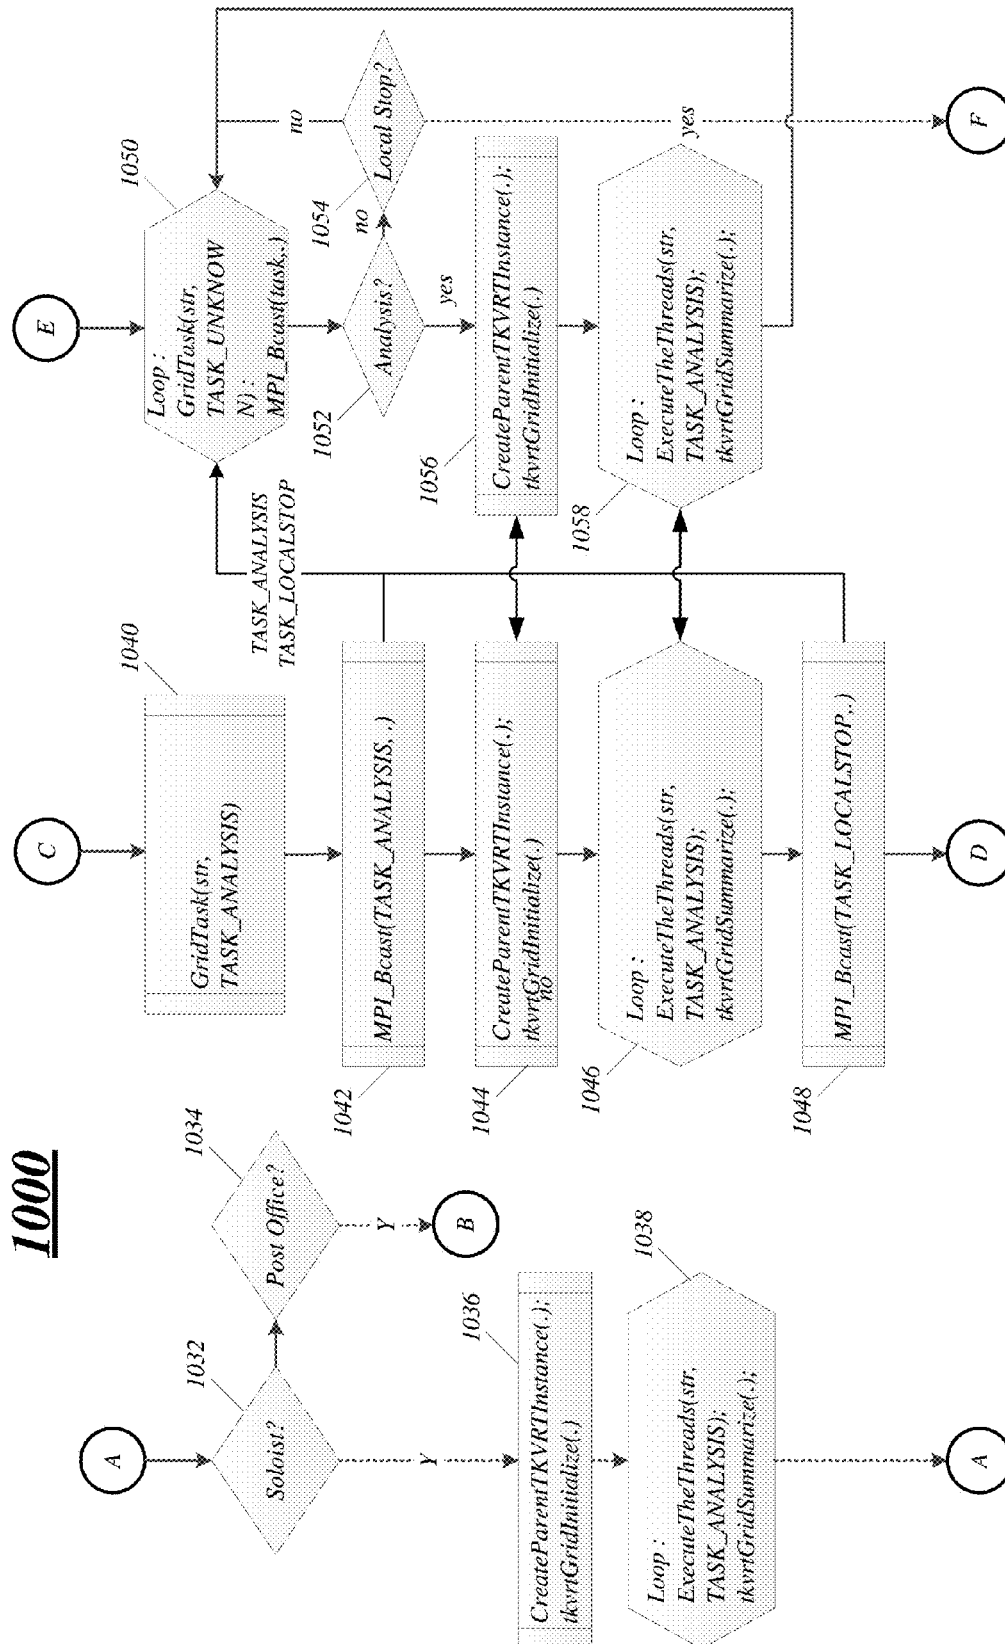 1000
A
Soloist?
1032
Post Office?
1034
Y
B
Y
CreateParentTKVRTInstance(.);
tkvrtGridInitialize(.)
1036
Loop :
ExecuteTheThreads(str,
TASK_ANALYSIS);
tkvrtGridSummarize(.);
1038
A
C
GridTask(str,
TASK_ANALYSIS)
1040
MPI_Bcast(TASK_ANALYSIS, .)
1042
CreateParentTKVRTInstance(.);
tkvrtGridInitialize(.)
no
1044
Loop :
ExecuteTheThreads(str,
TASK_ANALYSIS);
tkvrtGridSummarize(.);
1046
MPI_Bcast(TASK_LOCALSTOP,.)
1048
D
TASK_ANALYSIS
TASK_LOCALSTOP
E
Loop :
GridTask(str,
TASK_UNKNOW
N) :
MPI_Bcast(task,.)
1050
Analysis?
1052
no
Local Stop?
1054
no
yes
CreateParentTKVRTInstance(.);
tkvrtGridInitialize(.)
1056
Loop :
ExecuteTheThreads(str,
TASK_ANALYSIS);
tkvrtGridSummarize(.);
1058
yes
F